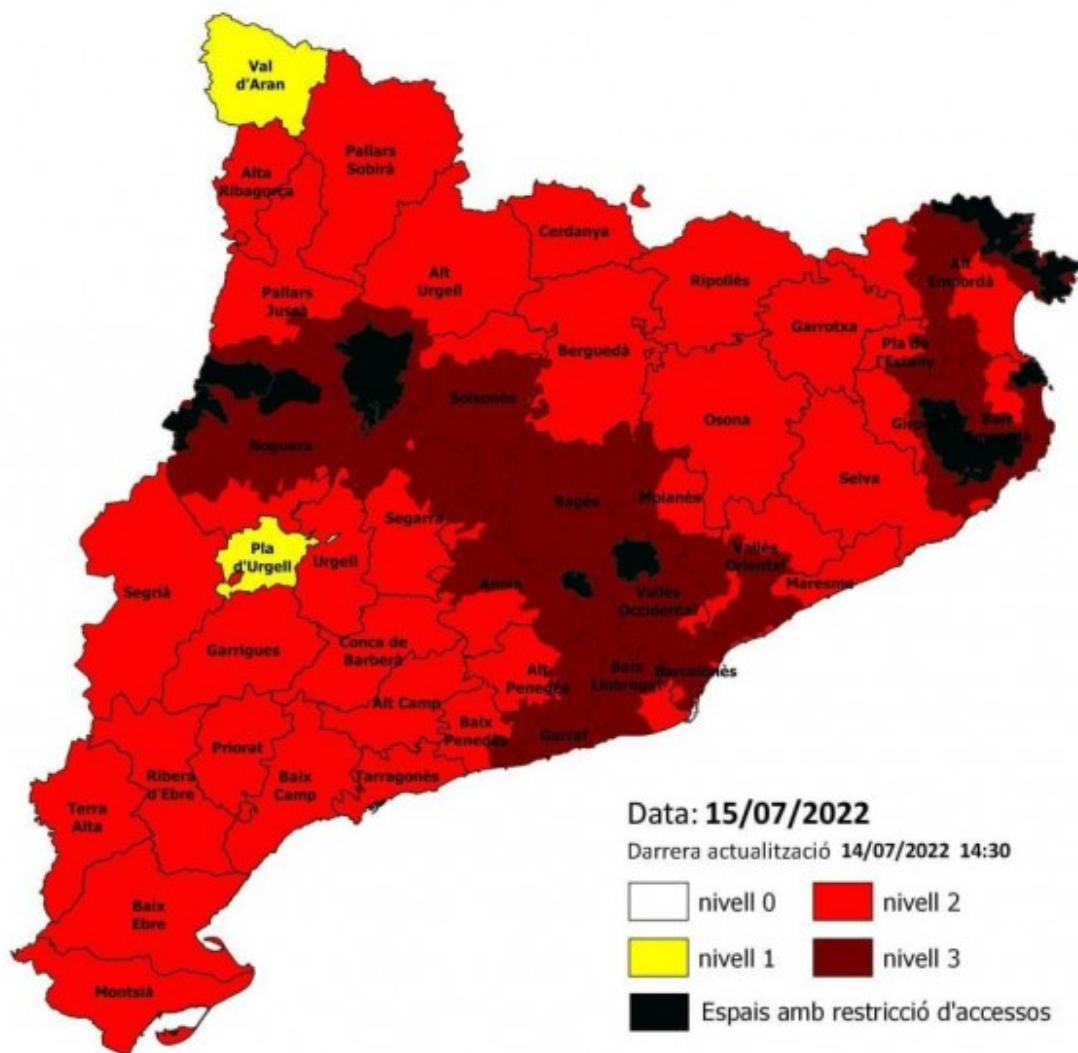 Val
d'Aran
Pallars
Sobirà
Alta
Ribagorça
Cerdanya
Alt
Urgell
Ripollès
Alt
Empordà
Pallars
Jussà
Garrotxa
Berguedà
Pla de
l'Estany
Solsonès
Osona
Baix
Noguera
Selva
Bages
Moianès
Segarra
Pla
d'Urgell
Urgell
Vallès
Oriental
Anoia
Maresme
Segrià
Vallès
Occidental
Garrigues
Conca de
Barberà
Alt
Penedès
Baix
Llobregat
Barcelonès
Alt Camp
Baix
Penedès
Garraf
Priorat
Ribera
d'Ebre
Baix
Camp
Tarragonès
Terra
Alta
Baix
Ebre
Montsià
Data: 15/07/2022
Darrera actualització 14/07/2022 14:30
nivell 0
nivell 2
nivell 1
nivell 3
Espais amb restricció d'accessos